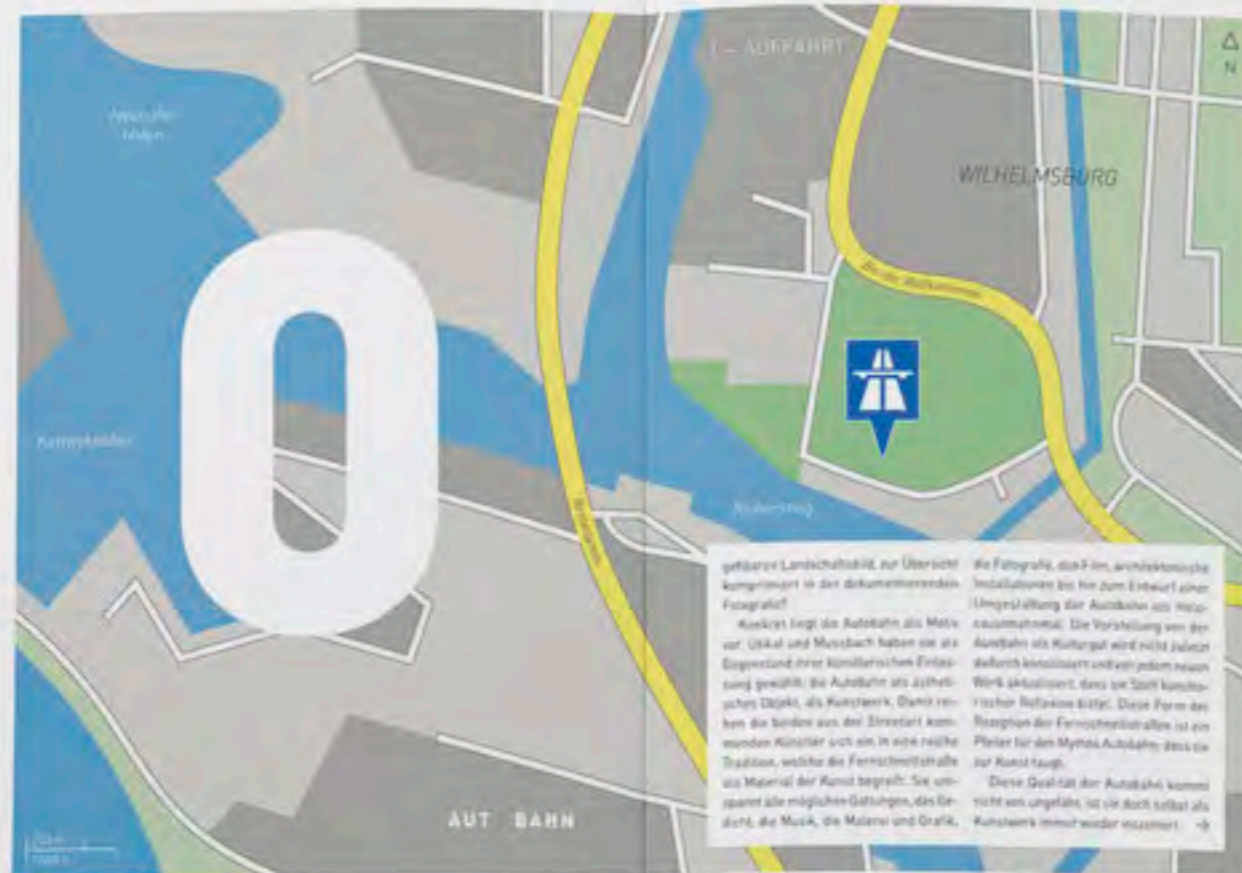 I – AUFFAHRT
N
WILHELMSBURG
Bei der Wollkämmerei
0
AUT BAHN
gehbaren Landschaftsbild, zur Übersicht
komprimiert in der dokumentierenden
Fotografie?
Konkret liegt die Autobahn als Motiv
vor. Üskül und Mussbach haben sie als
Gegenstand ihrer künstlerischen Erfas-
sung gewählt: die Autobahn als ästheti-
sches Objekt, als Kunstwerk. Damit rei-
hen die beiden aus der Streetart kom-
menden Künstler sich ein in eine reiche
Tradition, welche die Fernschnellstraße
als Material der Kunst begreift. Sie um-
spannt alle möglichen Gattungen, das Ge-
dicht, die Musik, die Malerei und Grafik,
die Fotografie, den Film, architektonische
Installationen bis hin zum Entwurf einer
Umgestaltung der Autobahn als Holo-
caustmahnmal. Die Vorstellung von der
Autobahn als Kulturgut wird nicht zuletzt
dadurch konsolidiert und von jedem neuen
Werk aktualisiert, dass sie Stoff künstle-
rischer Reflexion bietet. Diese Form der
Rezeption der Fernschnellstraßen ist ein
Pfeiler für den Mythos Autobahn: dass sie
zur Kunst taugt.
Diese Qualität der Autobahn kommt
nicht von ungefähr, ist sie doch selbst als
Kunstwerk immer wieder inszeniert →